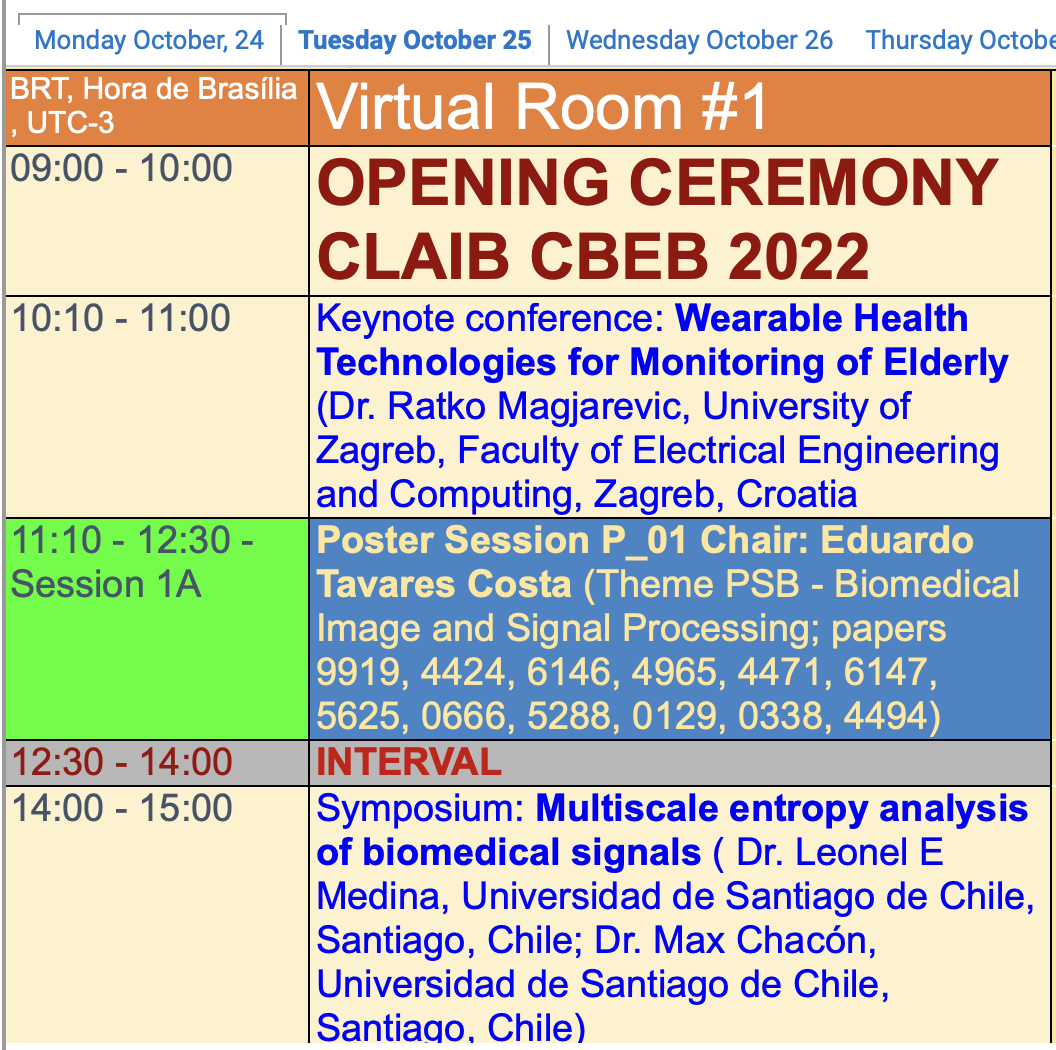 Monday October, 24
Tuesday October 25
Wednesday October 26
Thursday Octobe
BRT, Hora de Brasília
, UTC-3
Virtual Room #1
09:00 - 10:00
OPENING CEREMONY
CLAIB CBEB 2022
10:10 - 11:00
Keynote conference: Wearable Health
Technologies for Monitoring of Elderly
(Dr. Ratko Magjarevic, University of
Zagreb, Faculty of Electrical Engineering
and Computing, Zagreb, Croatia
11:10 - 12:30 -
Session 1A
Poster Session P_01 Chair: Eduardo
Tavares Costa (Theme PSB - Biomedical
Image and Signal Processing; papers
9919, 4424, 6146, 4965, 4471, 6147,
5625, 0666, 5288, 0129, 0338, 4494)
12:30 - 14:00
INTERVAL
14:00 - 15:00
Symposium: Multiscale entropy analysis
of biomedical signals ( Dr. Leonel E
Medina, Universidad de Santiago de Chile,
Santiago, Chile; Dr. Max Chacón,
Universidad de Santiago de Chile,
Santiago, Chile)